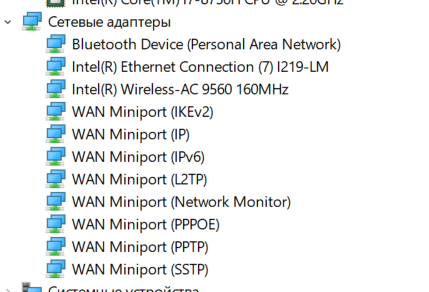 Intel(R) Core(TM) i7-8750H CPU @ 2.20GHz
Сетевые адаптеры
Bluetooth Device (Personal Area Network)
Intel(R) Ethernet Connection (7) I219-LM
Intel(R) Wireless-AC 9560 160MHz
WAN Miniport (IKEv2)
WAN Miniport (IP)
WAN Miniport (IPv6)
WAN Miniport (L2TP)
WAN Miniport (Network Monitor)
WAN Miniport (PPPOE)
WAN Miniport (PPTP)
WAN Miniport (SSTP)
Системные устройства